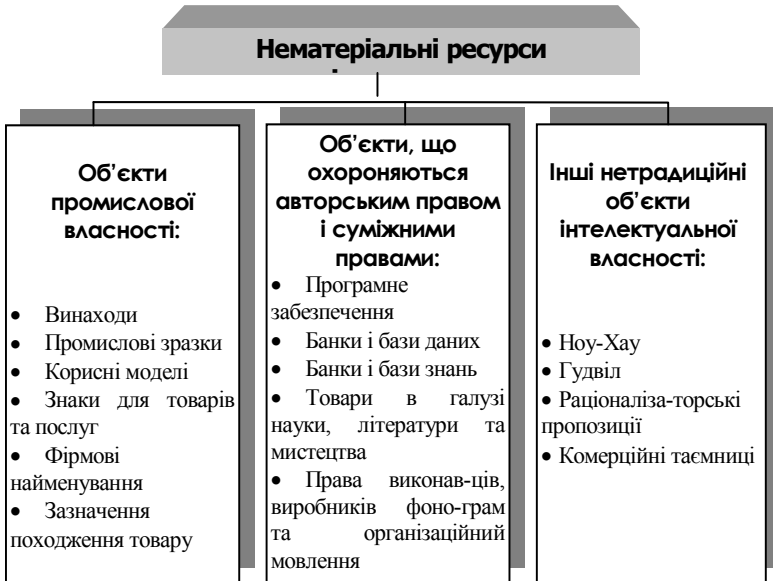 Нематеріальні ресурси
Об’єкти
промислової
власності:
• Винаходи
• Промислові зразки
• Корисні моделі
• Знаки для товарів
та послуг
• Фірмові
найменування
• Зазначення
походження товару
Об’єкти, що
охороняються
авторським правом
і суміжними
правами:
• Програмне
забезпечення
• Банки і бази даних
• Банки і бази знань
• Товари в галузі
науки, літератури та
мистецтва
• Права виконав-ців,
виробників фоно-грам
та організаційний
мовлення
Інші нетрадиційні
об’єкти
інтелектуальної
власності:
• Ноу-Хау
• Гудвіл
• Раціоналіза-торські
пропозиції
• Комерційні таємниці